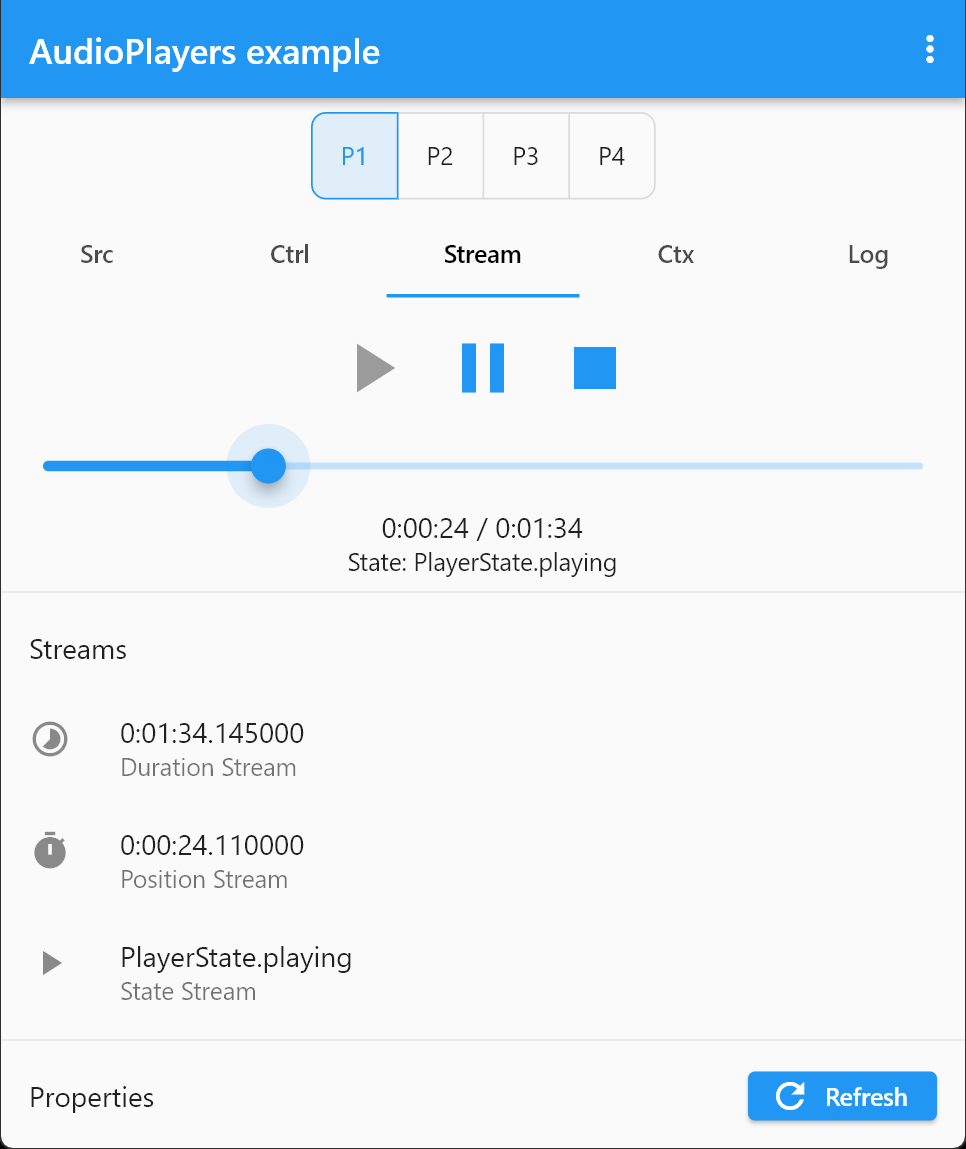 AudioPlayers example
P1 P2 P3 P4
Src Ctrl Stream Ctx Log
0:00:24 / 0:01:34
State: PlayerState.playing
Streams
0:01:34.145000
Duration Stream
0:00:24.110000
Position Stream
PlayerState.playing
State Stream
Properties Refresh